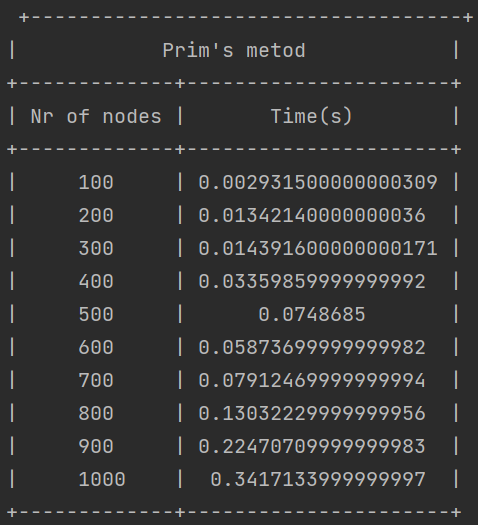 Prim's metod
Nr of nodes | Time(s)
100 | 0.002931500000000309
200 | 0.01342140000000036
300 | 0.014391600000000171
400 | 0.03359859999999992
500 | 0.0748685
600 | 0.05873699999999982
700 | 0.07912469999999994
800 | 0.13032229999999956
900 | 0.22470709999999983
1000 | 0.3417133999999997